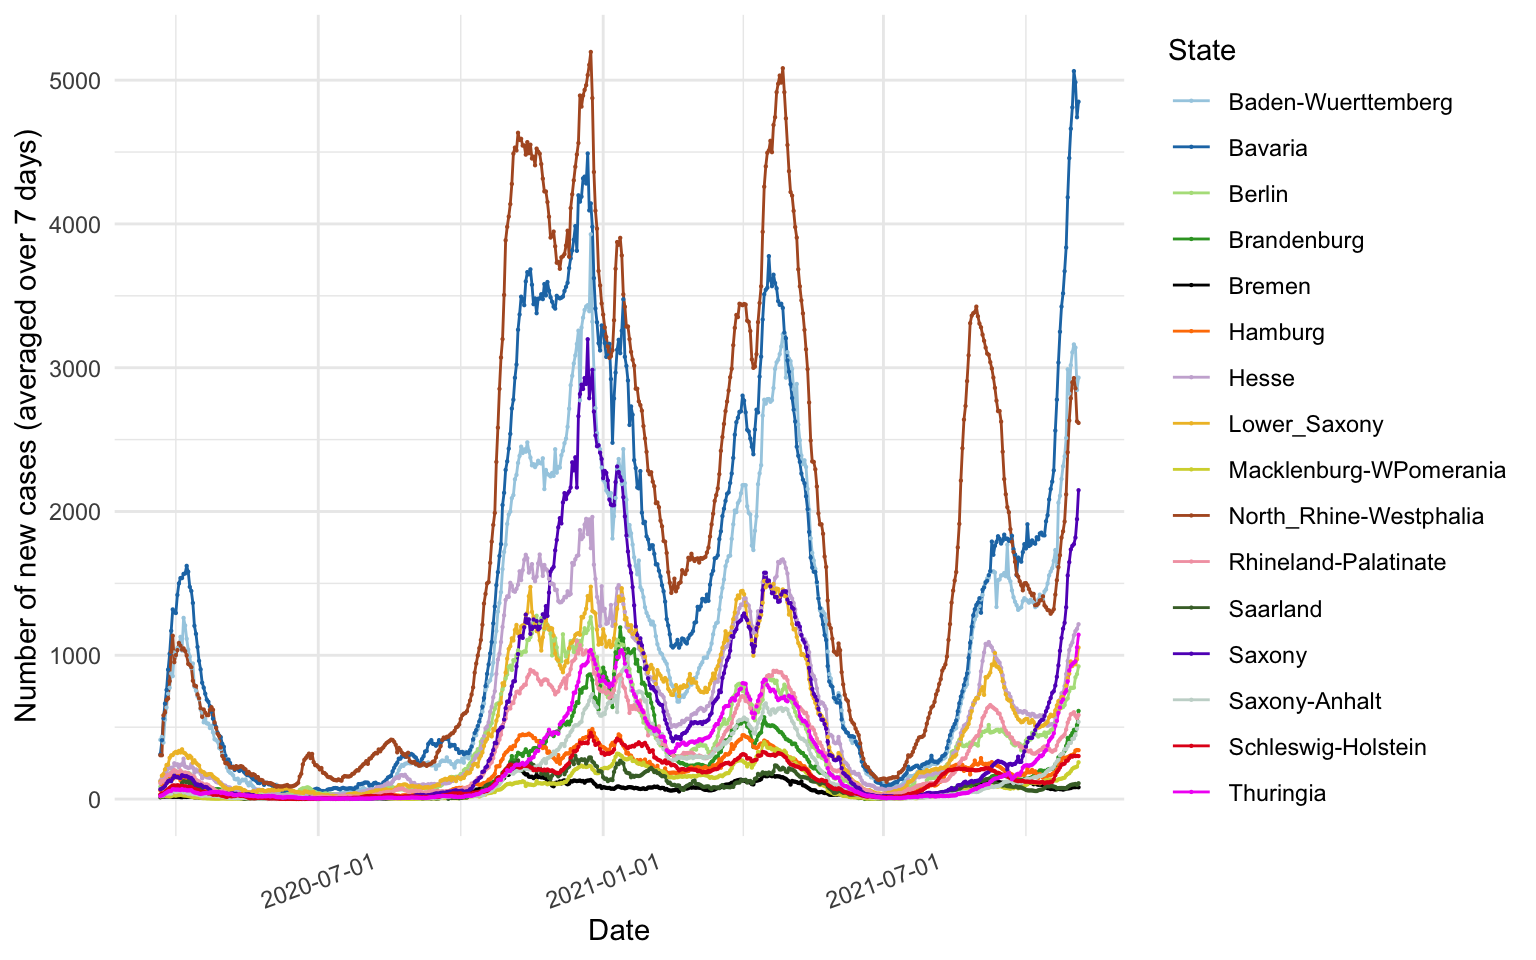 Number of new cases (averaged over 7 days)
5000
4000
3000
2000
1000
0
2020-07-01
2021-01-01
2021-07-01
Date
State
Baden-Wuerttemberg
Bavaria
Berlin
Brandenburg
Bremen
Hamburg
Hesse
Lower_Saxony
Macklenburg-WPomerania
North_Rhine-Westphalia
Rhineland-Palatinate
Saarland
Saxony
Saxony-Anhalt
Schleswig-Holstein
Thuringia